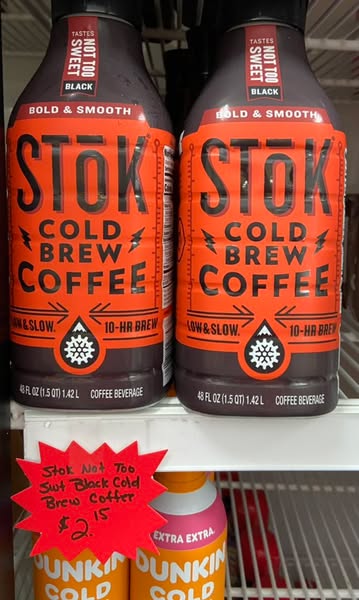 TASTES
NOT TOO
SWEET
BLACK
BOLD & SMOOTH
STōK
COLD
BREW
COFFEE
LOW & SLOW.
10-HR BREW
48 FL OZ (1.5 QT) 1.42 L
COFFEE BEVERAGE
TASTES
NOT TOO
SWEET
BLACK
BOLD & SMOOTH
STōK
COLD
BREW
COFFEE
LOW & SLOW.
10-HR BREW
48 FL OZ (1.5 QT) 1.42 L
COFFEE BEVERAGE
Stok Not Too
Swt Black Cold
Brew Coffer
$2.15
EXTRA EXTRA
DUNKIN
COLD
DUNKIN
COLD